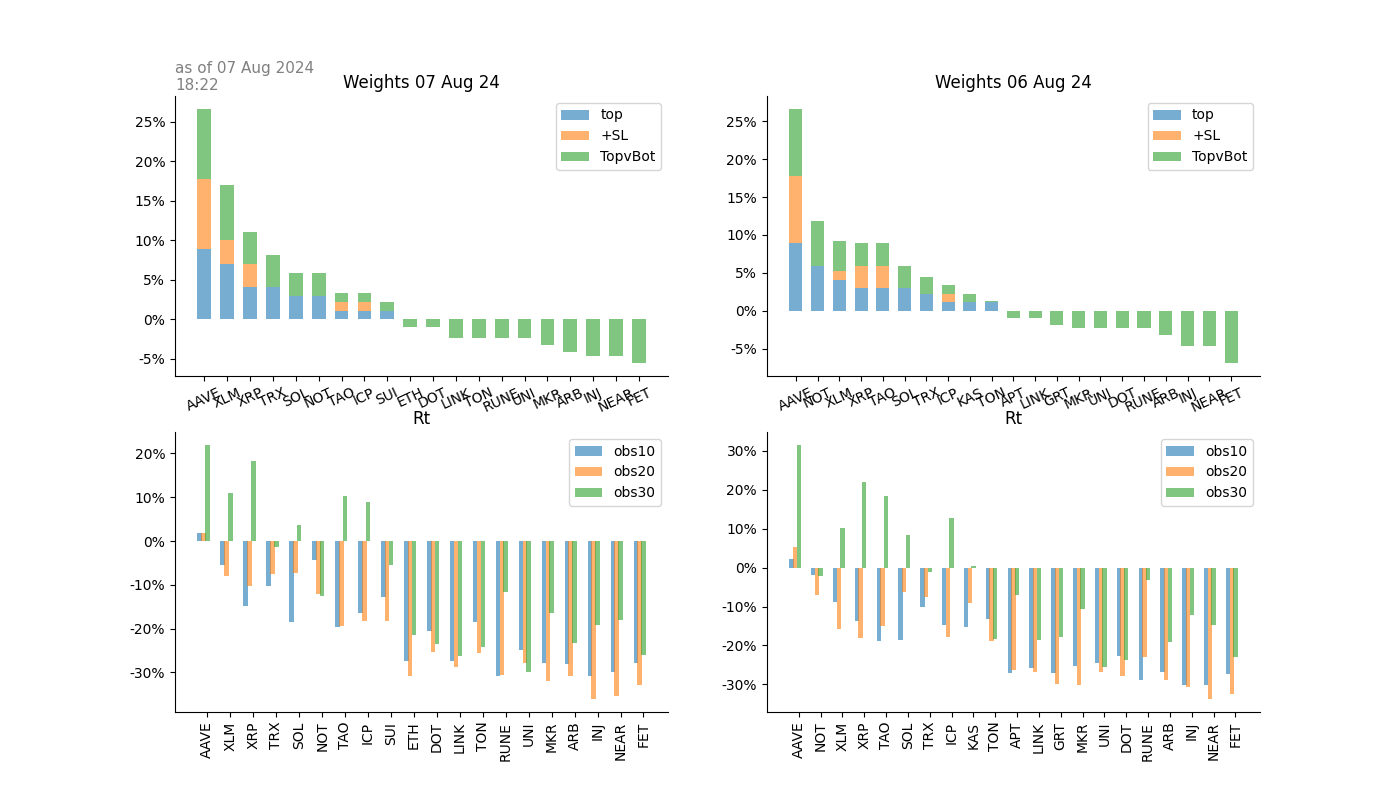 as of 07 Aug 2024
18:22
Weights 07 Aug 24
25%
20%
15%
10%
5%
0%
-5%
top
+SL
TopvBot
AAVE XLM XRP TRX SOL NOT TAO ICP SUI ETH DOT LINK TON RUNE UNI MKR ARB INJ NEAR FET
Weights 06 Aug 24
25%
20%
15%
10%
5%
0%
-5%
top
+SL
TopvBot
AAVE NOT XLM XRP TAO SOL TRX ICP KAS TON APT LINK GRT MKR UNI DOT RUNE ARB INJ NEAR FET
Rt
20%
10%
0%
-10%
-20%
-30%
obs10
obs20
obs30
AAVE XLM XRP TRX SOL NOT TAO ICP SUI ETH DOT LINK TON RUNE UNI MKR ARB INJ NEAR FET
Rt
30%
20%
10%
0%
-10%
-20%
-30%
obs10
obs20
obs30
AAVE NOT XLM XRP TAO SOL TRX ICP KAS TON APT LINK GRT MKR UNI DOT RUNE ARB INJ NEAR FET